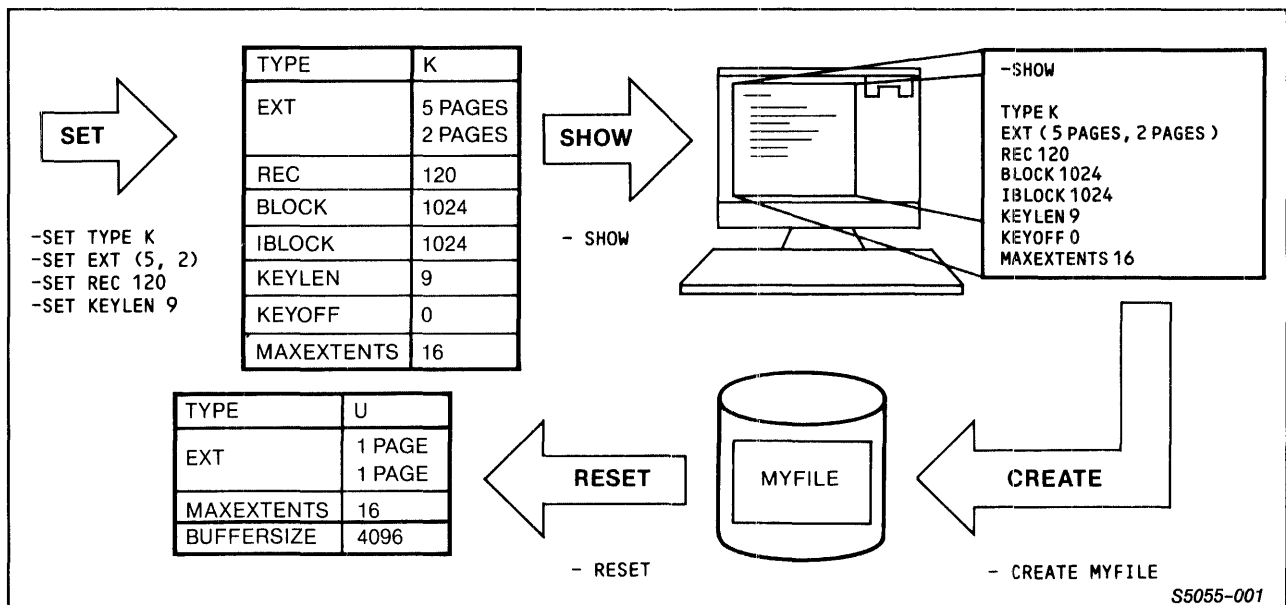 SET
-SET TYPE K
-SET EXT (5, 2)
-SET REC 120
-SET KEYLEN 9
TYPE K
EXT 5 PAGES
2 PAGES
REC 120
BLOCK 1024
IBLOCK 1024
KEYLEN 9
KEYOFF 0
MAXEXTENTS 16
SHOW
- SHOW
-SHOW
TYPE K
EXT ( 5 PAGES, 2 PAGES )
REC 120
BLOCK 1024
IBLOCK 1024
KEYLEN 9
KEYOFF 0
MAXEXTENTS 16
CREATE
- CREATE MYFILE
MYFILE
RESET
- RESET
TYPE U
EXT 1 PAGE
1 PAGE
MAXEXTENTS 16
BUFFERSIZE 4096
S5055-001